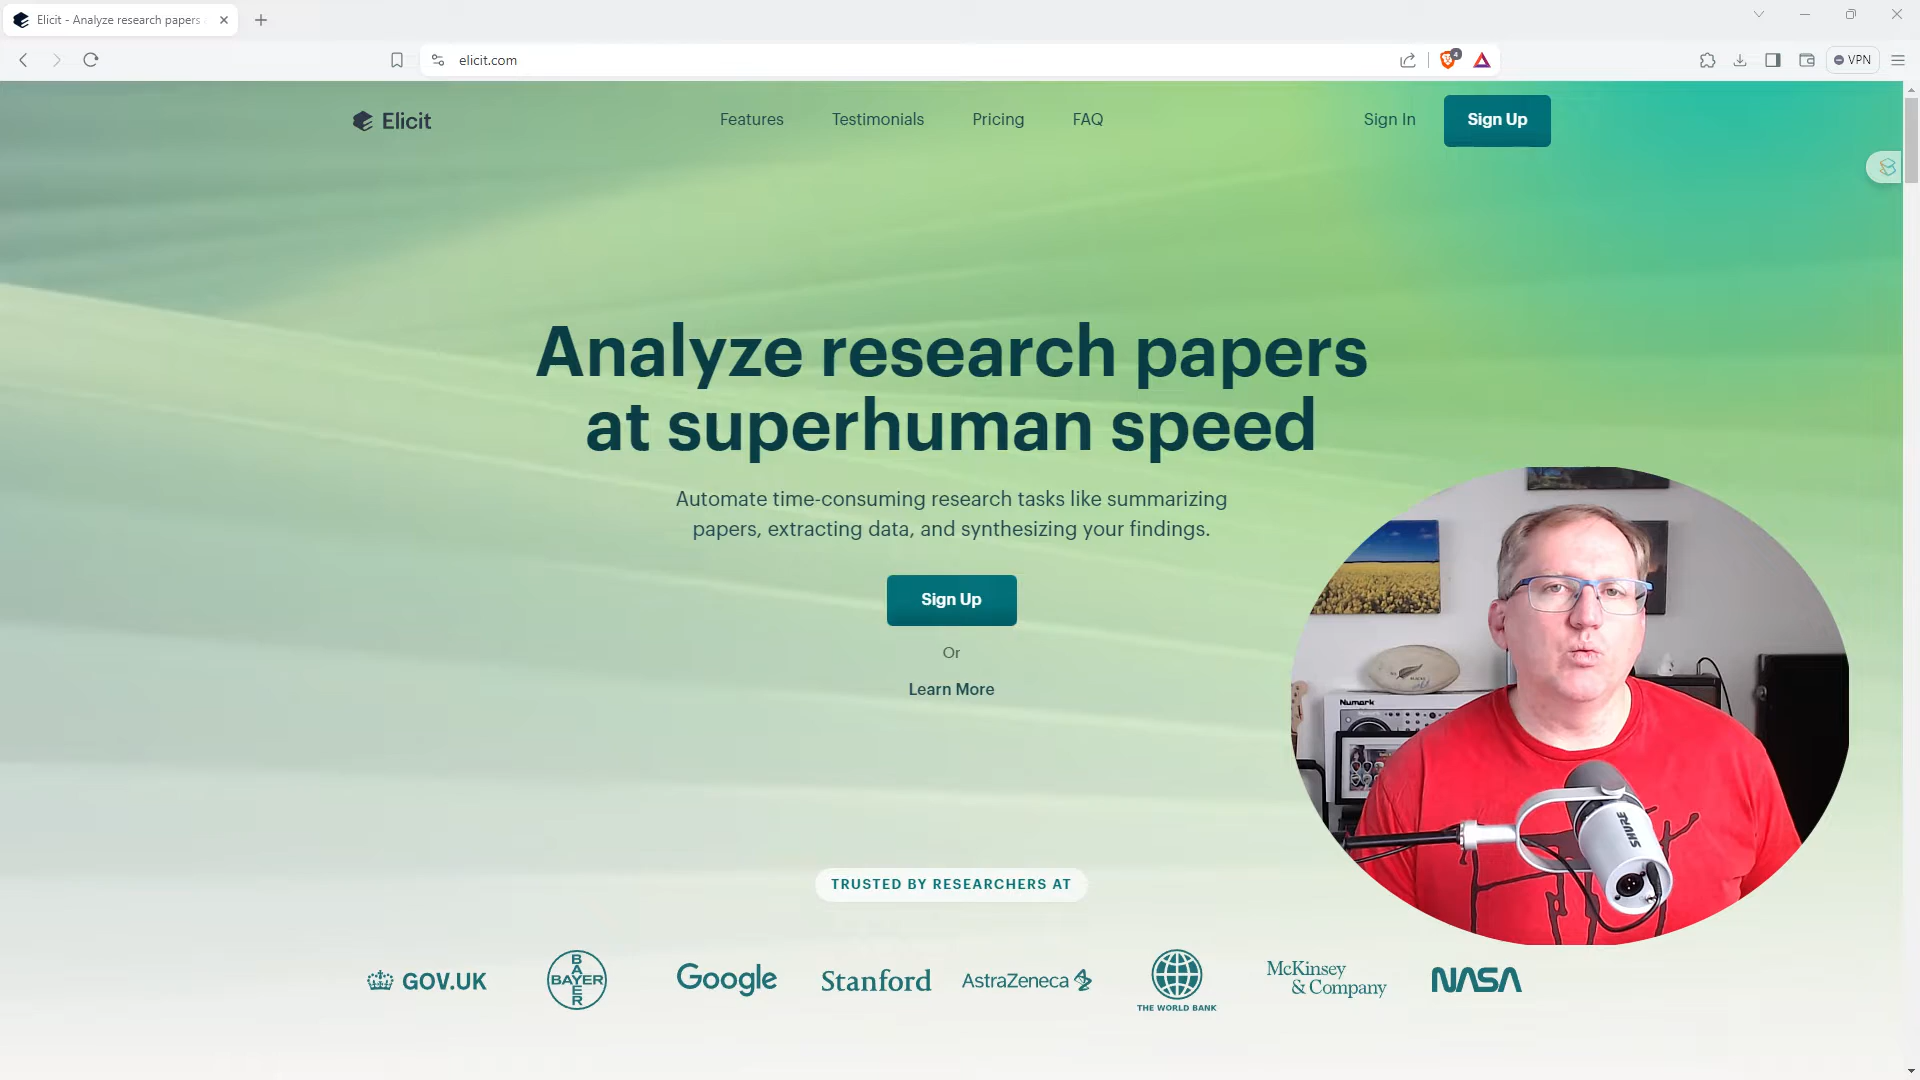 Elicit - Analyze research papers
elicit.com
4
VPN
Elicit
Features
Testimonials
Pricing
FAQ
Sign In
Sign Up
Analyze research papers
at superhuman speed
Automate time-consuming research tasks like summarizing
papers, extracting data, and synthesizing your findings.
Sign Up
Or
Learn More
Numark
SHURE
TRUSTED BY RESEARCHERS AT
GOV.UK
BAYER
BAYER
Google
Stanford
AstraZeneca
THE WORLD BANK
McKinsey
& Company
NASA